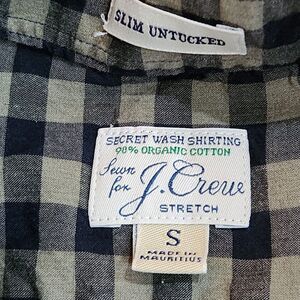 SLIM UNTUCKED
SECRET WASH SHIRTING
98% ORGANIC COTTON
Sewn
for J.Crew
STRETCH
S
MADE IN
MAURITIUS